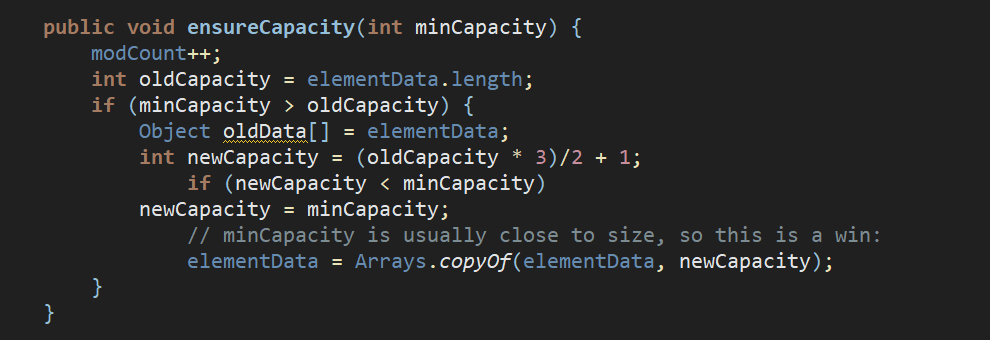 public void ensureCapacity(int minCapacity) {
    modCount++;
    int oldCapacity = elementData.length;
    if (minCapacity > oldCapacity) {
        Object oldData[] = elementData;
        int newCapacity = (oldCapacity * 3)/2 + 1;
            if (newCapacity < minCapacity)
        newCapacity = minCapacity;
            // minCapacity is usually close to size, so this is a win:
            elementData = Arrays.copyOf(elementData, newCapacity);
    }
}